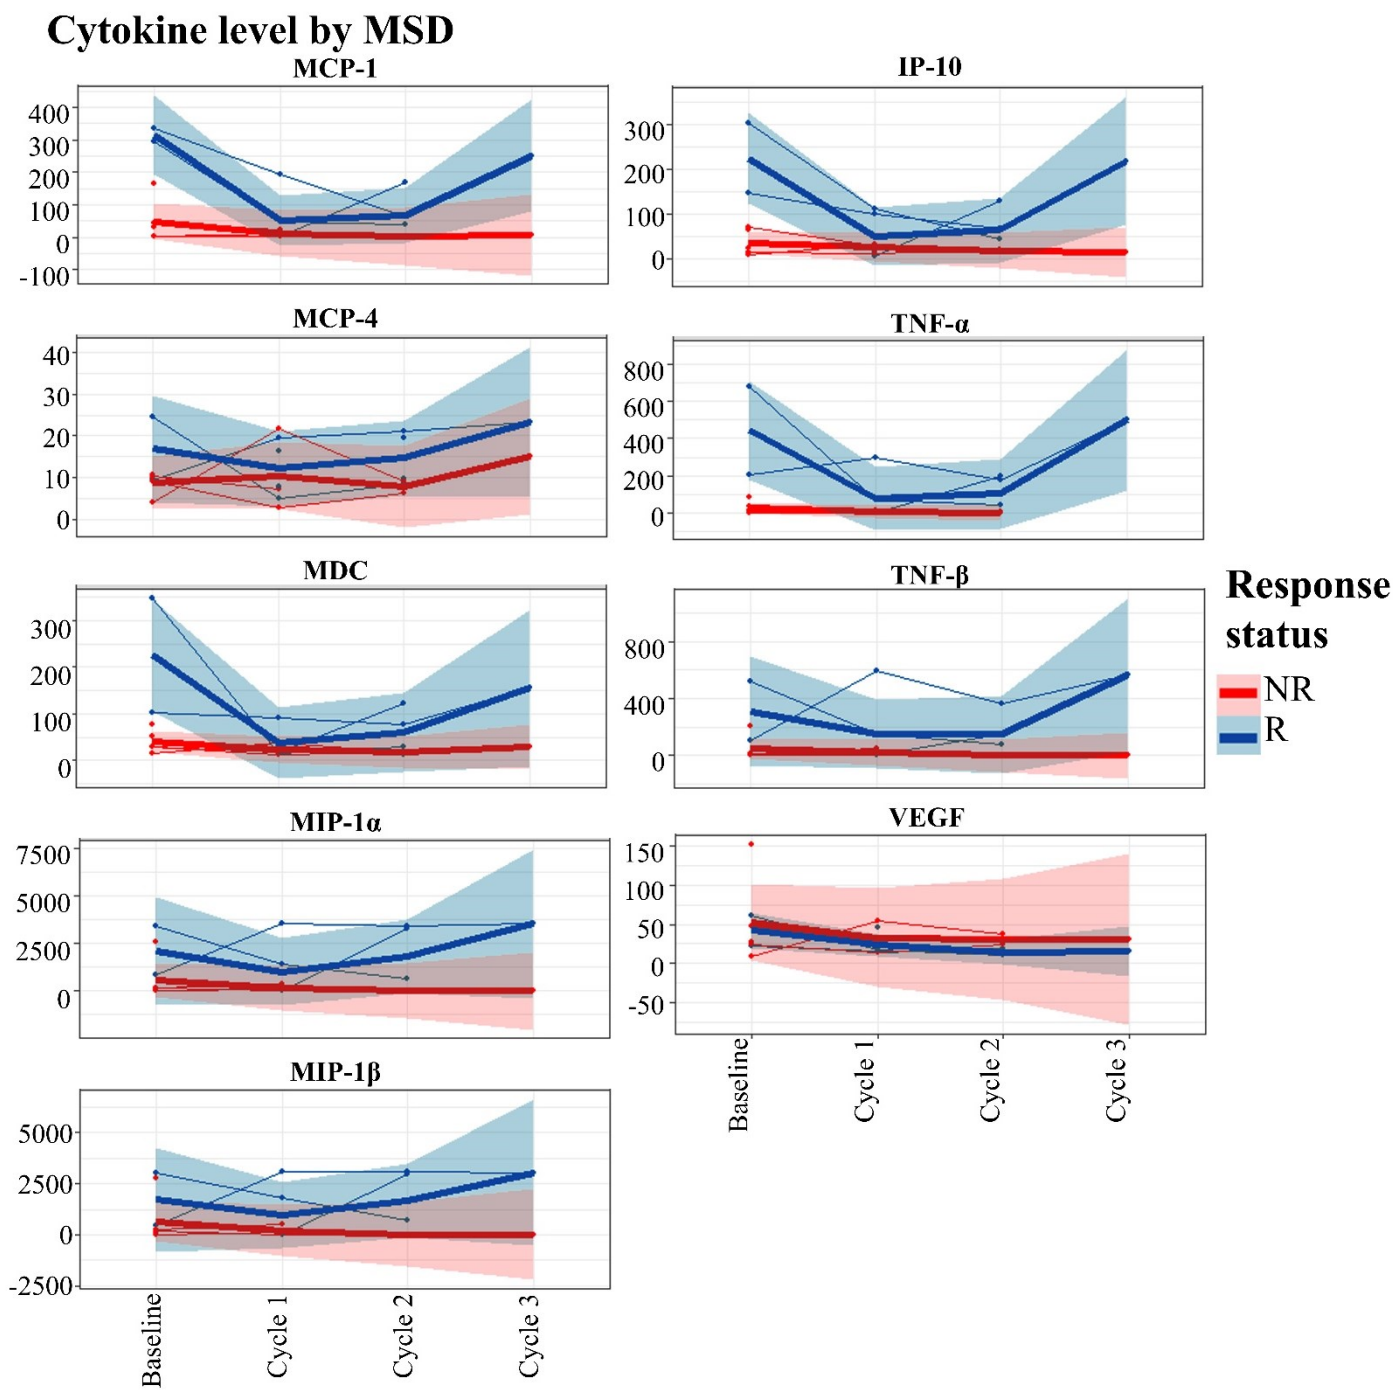 Cytokine level by MSD
MCP-1
400
300
200
100
0
-100
MCP-4
40
30
20
10
0
MDC
300
200
100
0
MIP-1α
7500
5000
2500
0
MIP-1β
5000
2500
0
-2500
Baseline
Cycle 1
Cycle 2
Cycle 3
IP-10
300
200
100
0
TNF-α
800
600
400
200
0
TNF-β
800
400
0
VEGF
150
100
50
0
-50
Baseline
Cycle 1
Cycle 2
Cycle 3
Response
status
NR
R